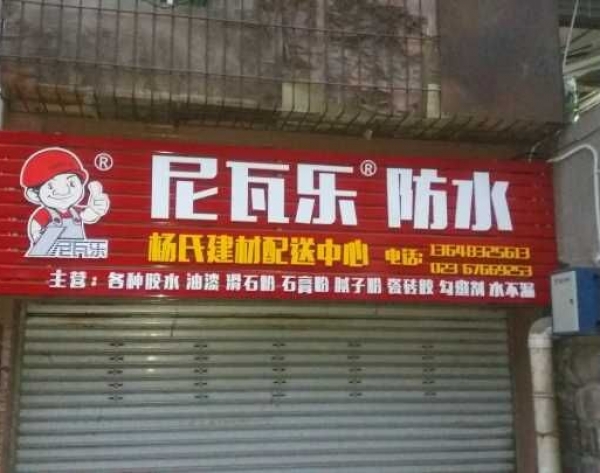 ® 尼瓦乐® 防水
尼瓦乐
杨氏建材配送中心 电话: 13648325613
023 67669253
主营：各种胶水 油漆 滑石粉 石膏粉 腻子粉 瓷砖胶 勾缝剂 水不漏